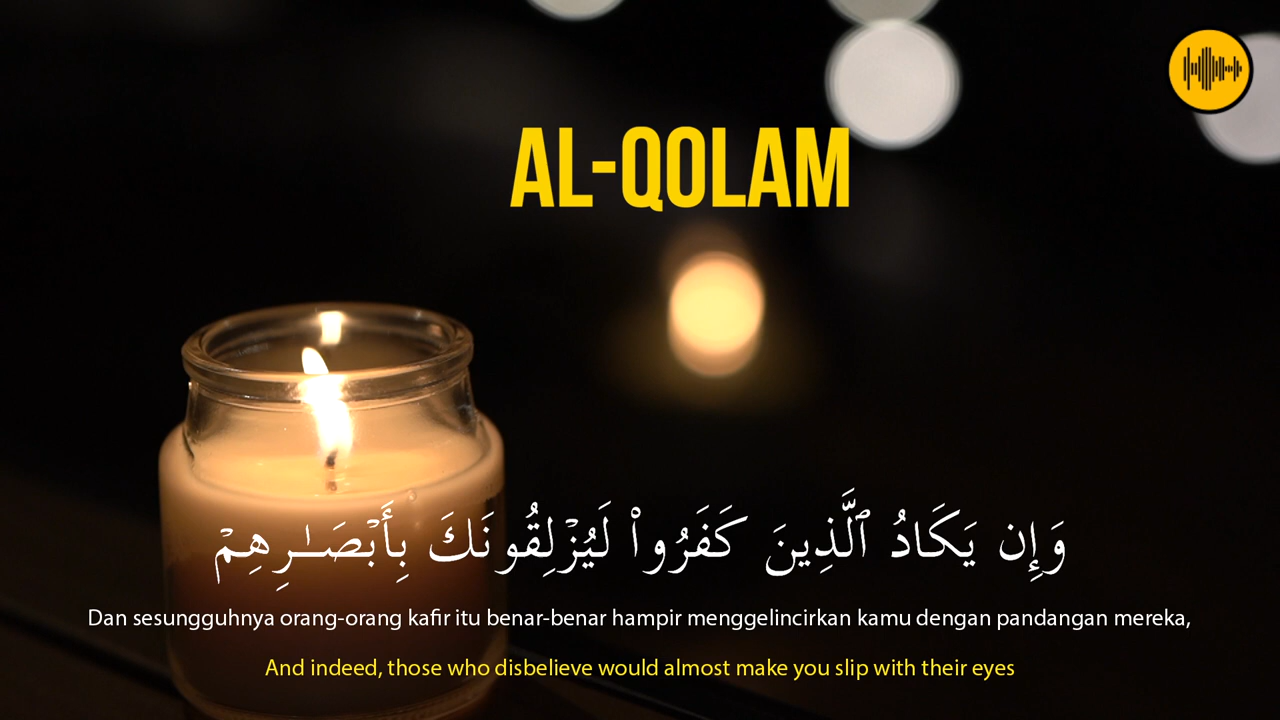 AL-QOLAM
وَإِن يَكَادُ ٱلَّذِينَ كَفَرُوا۟ لَيُزْلِقُونَكَ بِأَبْصَـٰرِهِمْ
Dan sesungguhnya orang-orang kafir itu benar-benar hampir menggelincirkan kamu dengan pandangan mereka,
And indeed, those who disbelieve would almost make you slip with their eyes